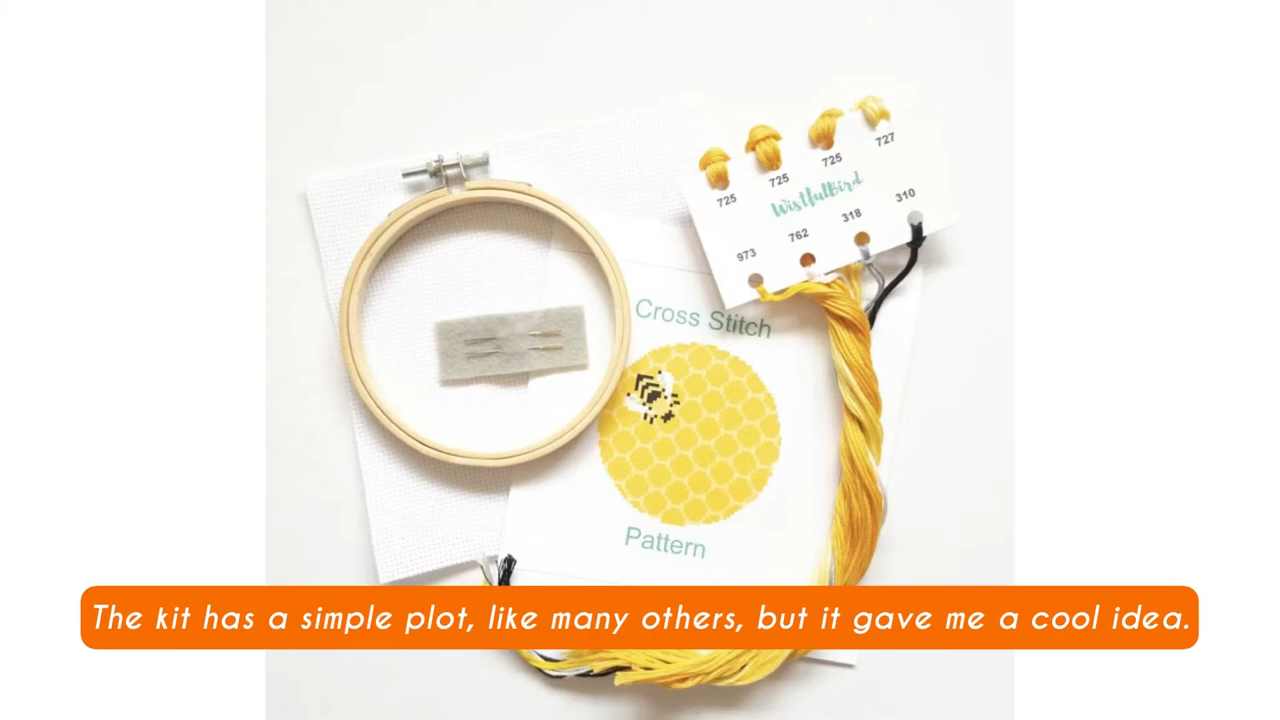 725
725
725
727
WistfulBird
973
762
318
310
Cross Stitch
Pattern
The kit has a simple plot, like many others, but it gave me a cool idea.